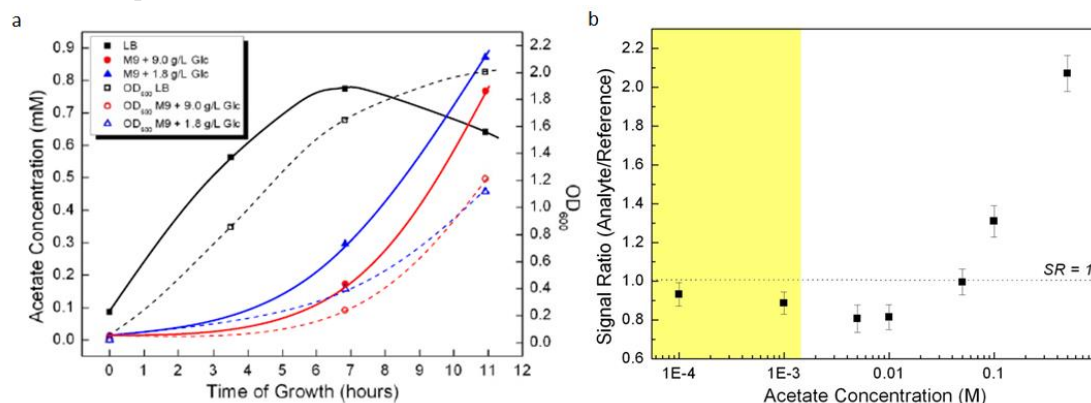 a
LB
M9 + 9.0 g/L Glc
M9 + 1.8 g/L Glc
OD600 LB
OD600 M9 + 9.0 g/L Glc
OD600 M9 + 1.8 g/L Glc
Acetate Concentration (mM)
0.9
0.8
0.7
0.6
0.5
0.4
0.3
0.2
0.1
0.0
0 1 2 3 4 5 6 7 8 9 10 11 12 13
Time of Growth (hours)
2.2
2.0
1.8
1.6
1.4
1.2
1.0
0.8
0.6
0.4
0.2
0.0
OD600
b
Signal Ratio (Analyte/Reference)
2.2
2.0
1.8
1.6
1.4
1.2
1.0
0.8
0.6
SR = 1
1E-4 1E-3 0.01 0.1
Acetate Concentration (M)